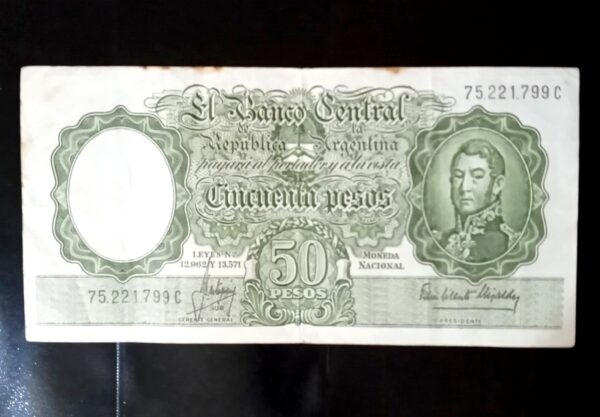 75.221.799 C
El Banco Central
de la
República Argentina
pagará al portador y a la vista
Cincuenta pesos
LEYES Nos
12.962 Y 13.571
50
PESOS
MONEDA
NACIONAL
75.221.799 C
SUB
GERENTE GENERAL
PRESIDENTE